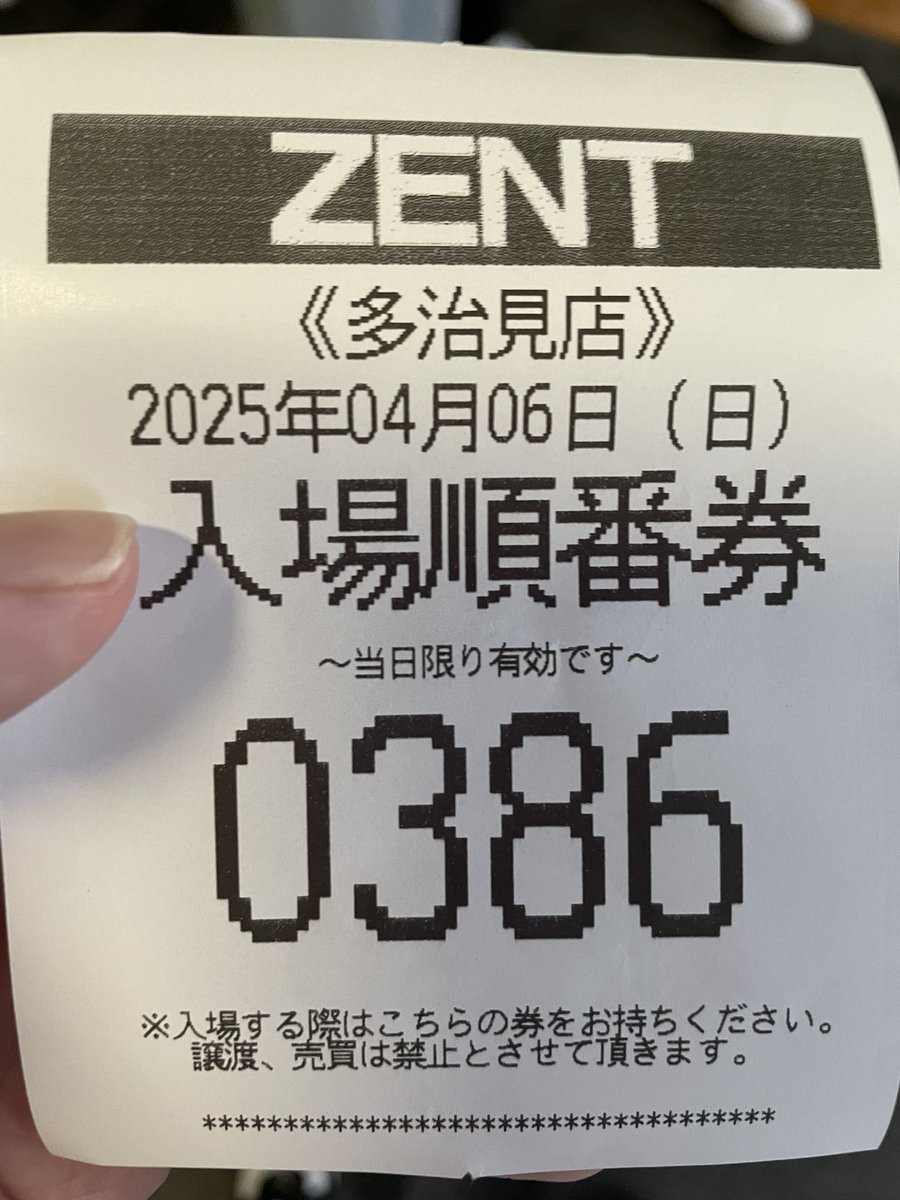 ZENT
《多治見店》
2025年04月06日（日）
入場順番券
～当日限り有効です～
0386
※入場する際はこちらの券をお持ちください。
譲渡、売買は禁止とさせて頂きます。
***********************************